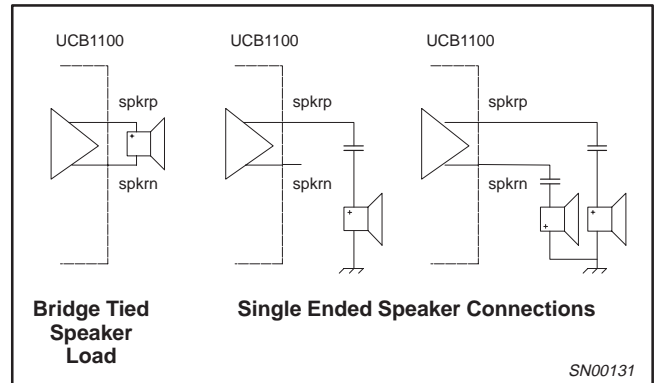 UCB1100 UCB1100 UCB1100
spkrp spkrp spkrp
+
spkrn spkrn spkrn
+ + +
Bridge Tied
Speaker
Load
Single Ended Speaker Connections
SN00131